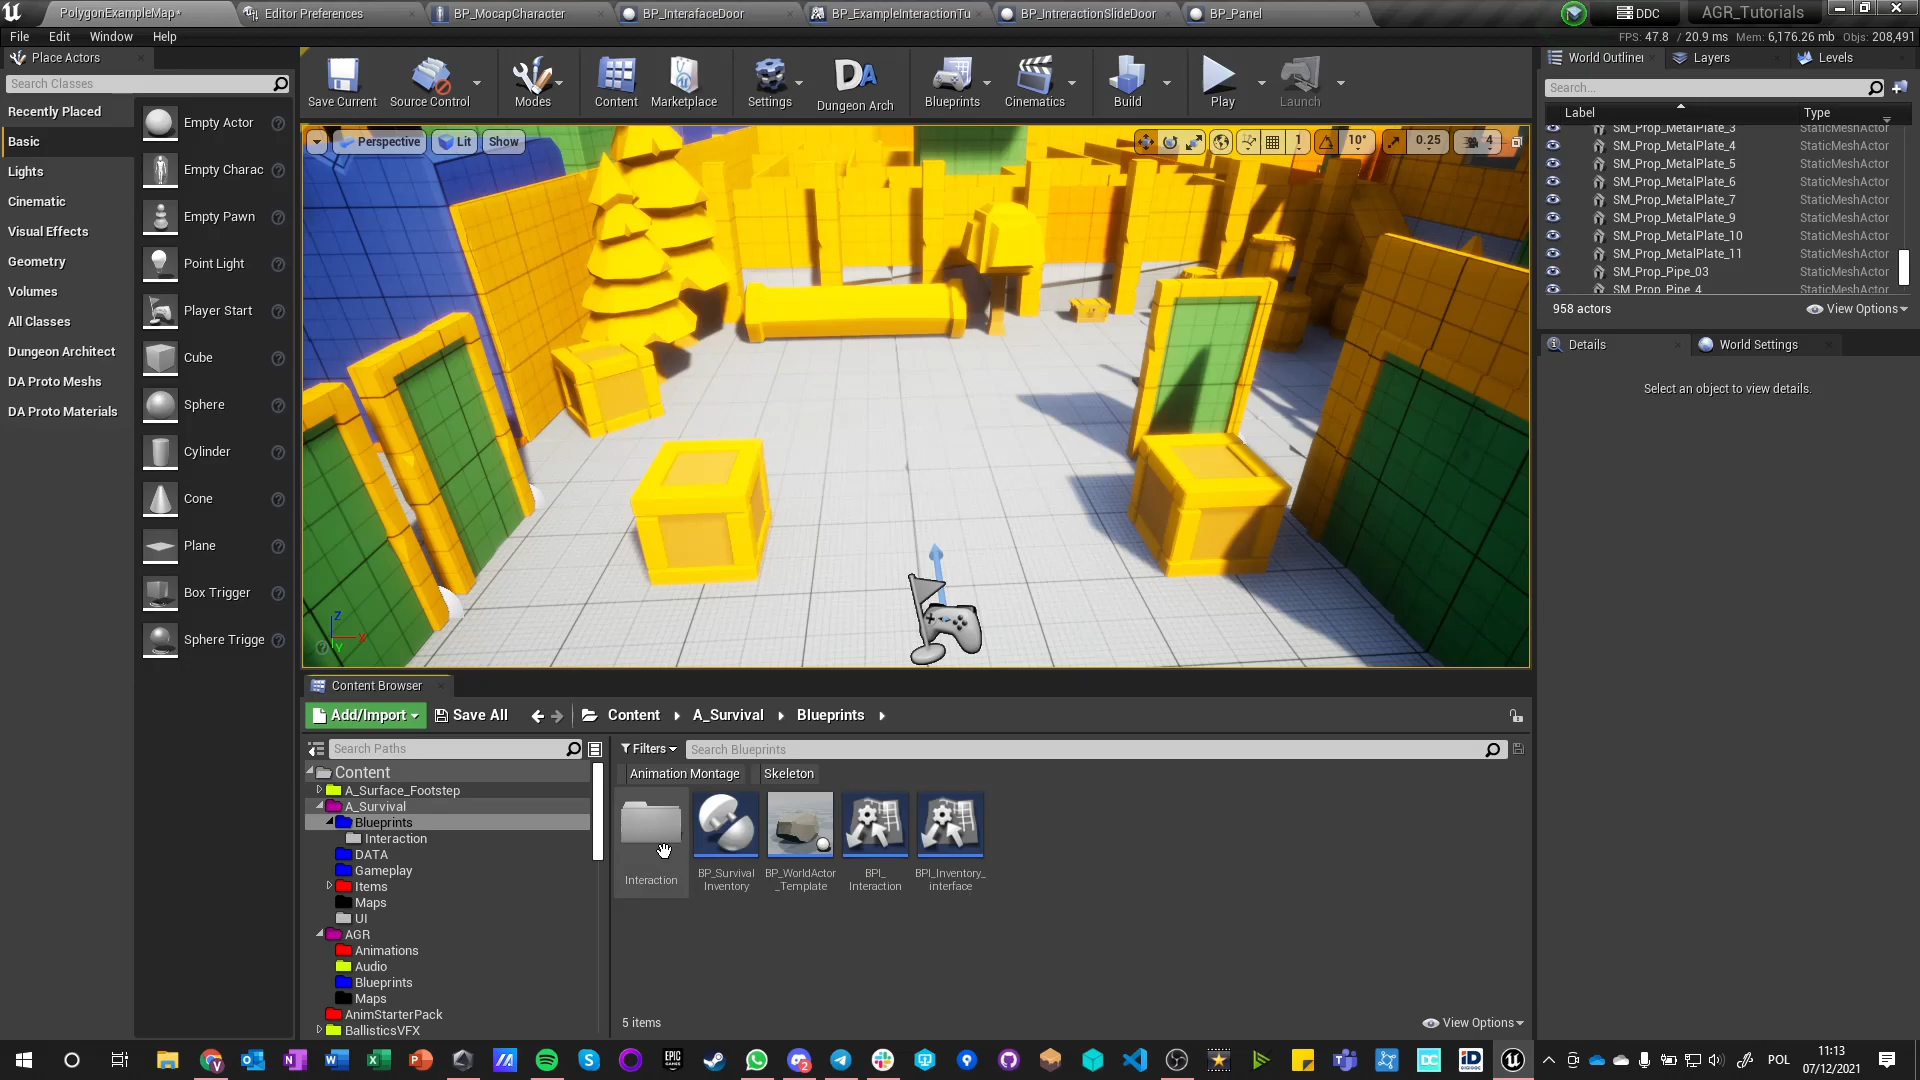 PolygonExampleMap*
Editor Preferences
BP_MocapCharacter
BP_InterafaceDoor
BP_ExampleInteractionTu
BP_IntreractionSlideDoor
BP_Panel
DDC
AGR_Tutorials
File Edit Window Help
FPS: 47.8 / 20.9 ms Mem: 6,176.26 mb Objs: 208,491
Place Actors
Search Classes
Recently Placed
Basic
Lights
Cinematic
Visual Effects
Geometry
Volumes
All Classes
Dungeon Architect
DA Proto Meshs
DA Proto Materials
Empty Actor
Empty Charac
Empty Pawn
Point Light
Player Start
Cube
Sphere
Cylinder
Cone
Plane
Box Trigger
Sphere Trigge
Save Current
Source Control
Modes
Content
Marketplace
Settings
Dungeon Arch
Blueprints
Cinematics
Build
Play
Launch
Perspective
Lit
Show
1
10°
0.25
4
Z
X
Y
World Outliner
Layers
Levels
Search...
Label
Type
SM_Prop_MetalPlate_3 StaticMeshActor
SM_Prop_MetalPlate_4 StaticMeshActor
SM_Prop_MetalPlate_5 StaticMeshActor
SM_Prop_MetalPlate_6 StaticMeshActor
SM_Prop_MetalPlate_7 StaticMeshActor
SM_Prop_MetalPlate_9 StaticMeshActor
SM_Prop_MetalPlate_10 StaticMeshActor
SM_Prop_MetalPlate_11 StaticMeshActor
SM_Prop_Pipe_03 StaticMeshActor
SM_Prop_Pipe_4 StaticMeshActor
958 actors
View Options
Details
World Settings
Select an object to view details.
Content Browser
Add/Import
Save All
Content
A_Survival
Blueprints
Search Paths
Filters
Search Blueprints
Animation Montage
Skeleton
Content
A_Surface_Footstep
A_Survival
Blueprints
Interaction
DATA
Gameplay
Items
Maps
UI
AGR
Animations
Audio
Blueprints
Maps
AnimStarterPack
BallisticsVFX
Interaction
BP_Survival
Inventory
BP_WorldActor
_Template
BPI_
Interaction
BPI_Inventory_
interface
5 items
View Options
POL
11:13
07/12/2021